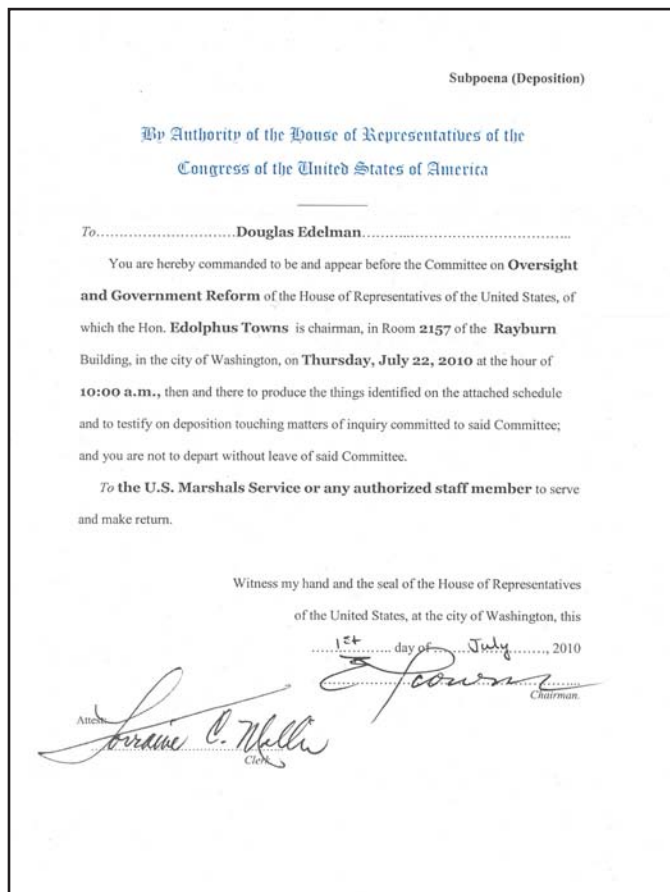 Subpoena (Deposition)
By Authority of the House of Representatives of the
Congress of the United States of America
To............................Douglas Edelman........................................
You are hereby commanded to be and appear before the Committee on Oversight
and Government Reform of the House of Representatives of the United States, of
which the Hon. Edolphus Towns is chairman, in Room 2157 of the Rayburn
Building, in the city of Washington, on Thursday, July 22, 2010 at the hour of
10:00 a.m., then and there to produce the things identified on the attached schedule
and to testify on deposition touching matters of inquiry committed to said Committee;
and you are not to depart without leave of said Committee.
To the U.S. Marshals Service or any authorized staff member to serve
and make return.
Witness my hand and the seal of the House of Representatives
of the United States, at the city of Washington, this
1st day of July, 2010
Chairman.
Attest:
Lorraine C. Miller
Clerk